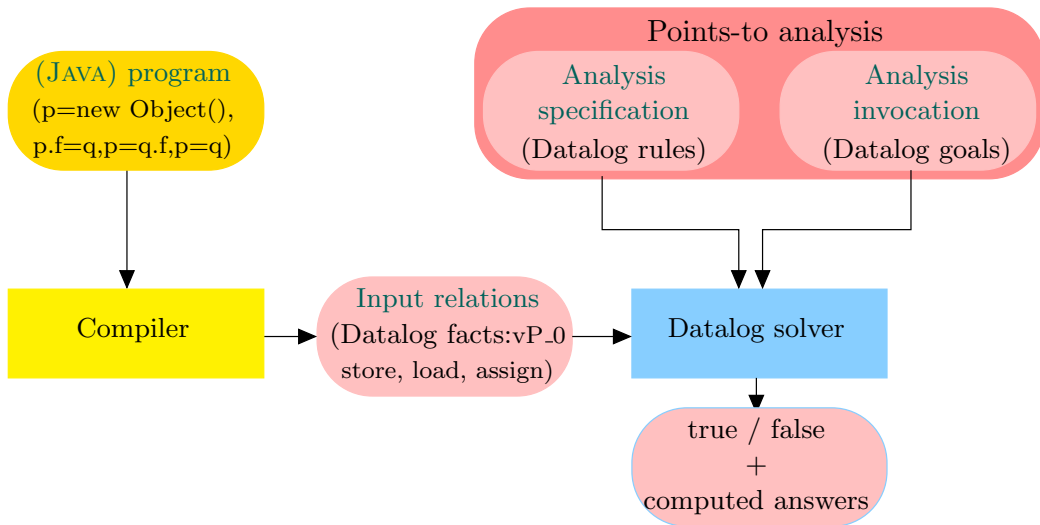 (JAVA) program
(p=new Object(),
p.f=q,p=q.f,p=q)
Points-to analysis
Analysis
specification
(Datalog rules)
Analysis
invocation
(Datalog goals)
Compiler
Input relations
(Datalog facts:vP_0
store, load, assign)
Datalog solver
true / false
+
computed answers